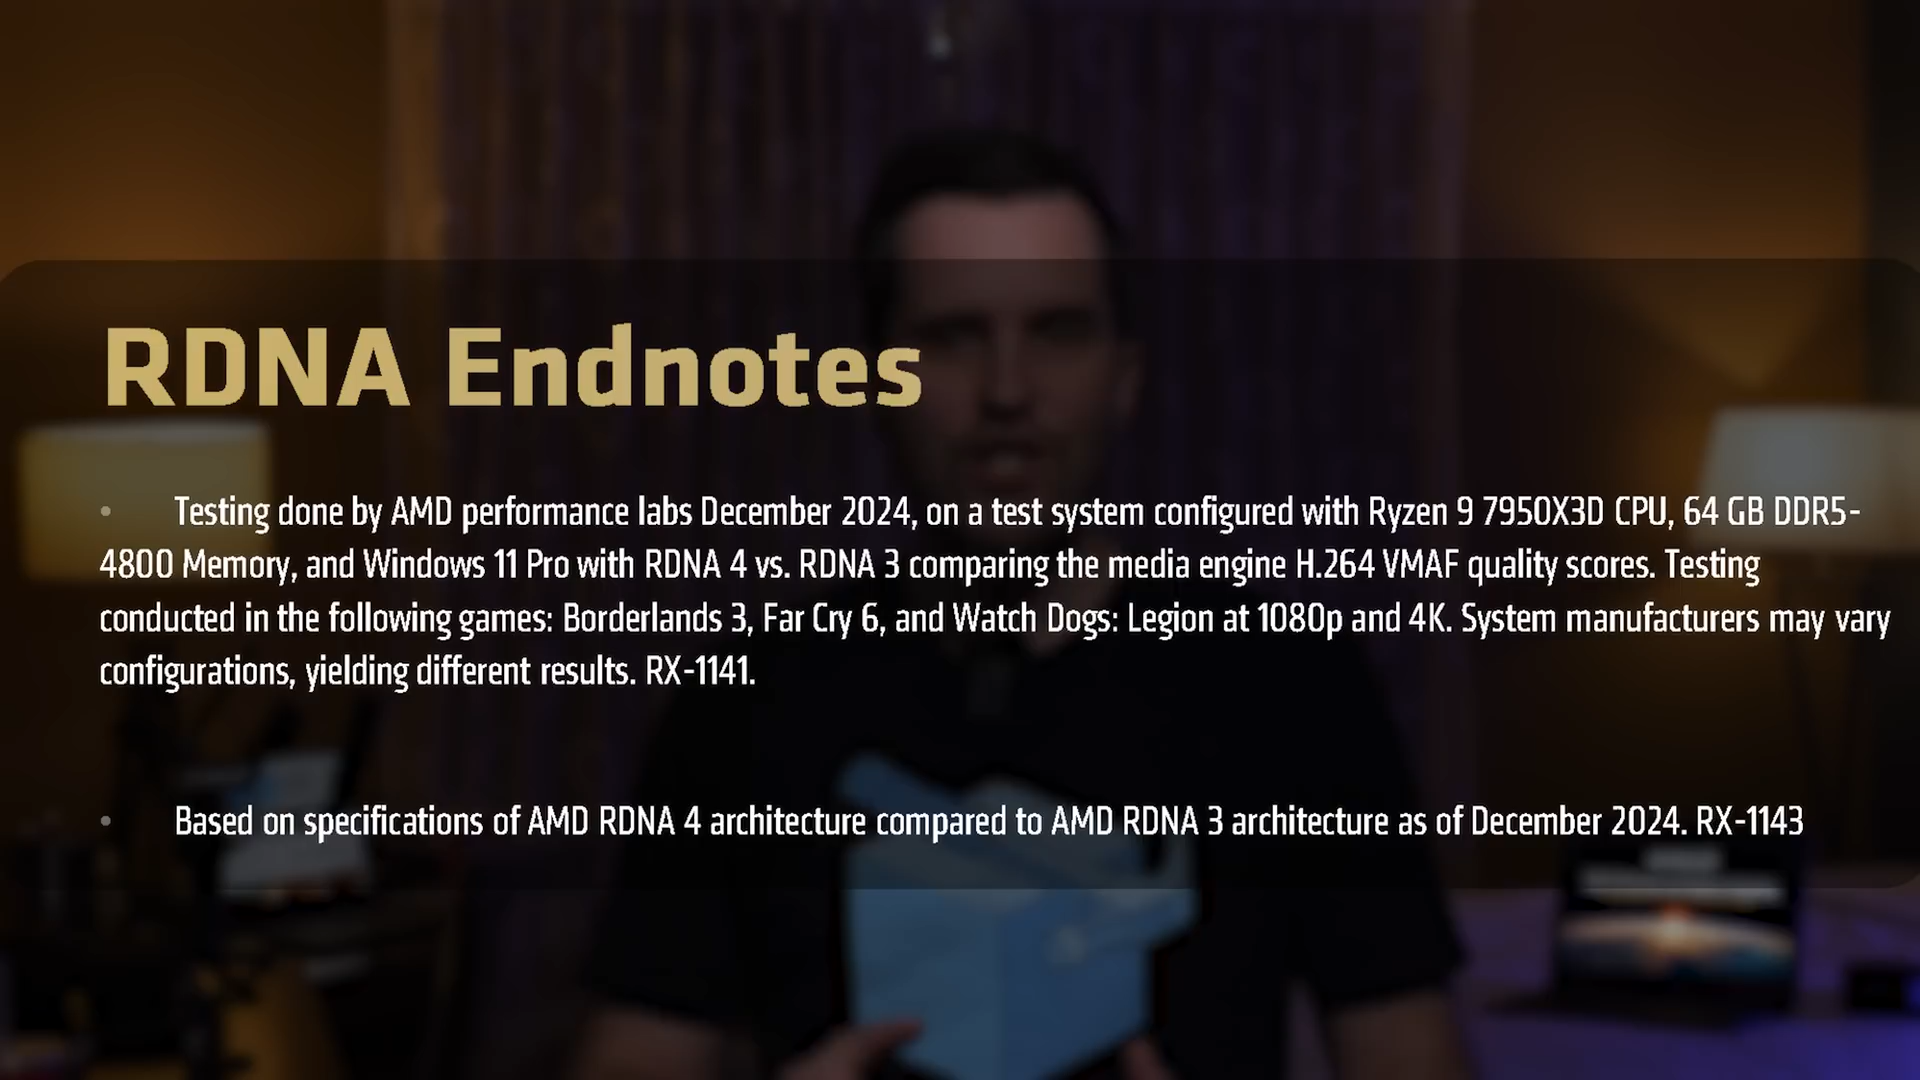 RDNA Endnotes
• Testing done by AMD performance labs December 2024, on a test system configured with Ryzen 9 7950X3D CPU, 64 GB DDR5-
4800 Memory, and Windows 11 Pro with RDNA 4 vs. RDNA 3 comparing the media engine H.264 VMAF quality scores. Testing
conducted in the following games: Borderlands 3, Far Cry 6, and Watch Dogs: Legion at 1080p and 4K. System manufacturers may vary
configurations, yielding different results. RX-1141.
• Based on specifications of AMD RDNA 4 architecture compared to AMD RDNA 3 architecture as of December 2024. RX-1143